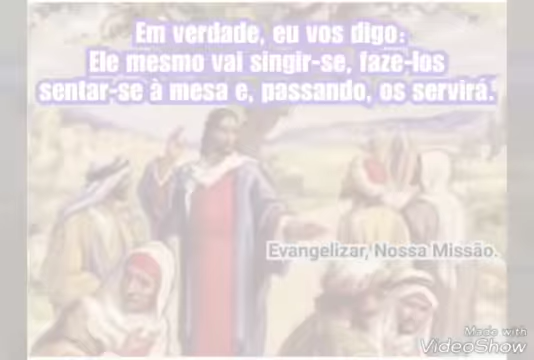 Em verdade, eu vos digo:
Ele mesmo vai singir-se, faze-los
sentar-se à mesa e, passando, os servirá.
Evangelizar, Nossa Missão.
Made with
VideoShow